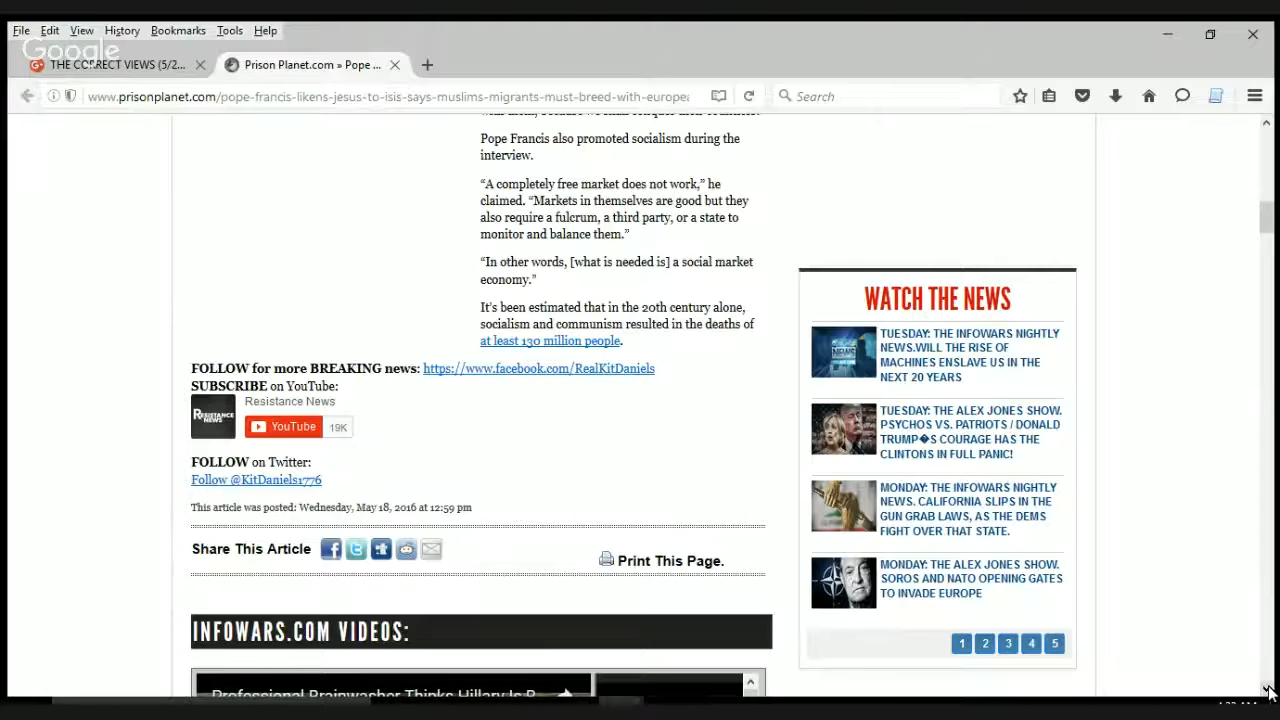 File Edit View History Bookmarks Tools Help
Google
THE CORRECT VIEWS (5/2...
Prison Planet.com » Pope ...
www.prisonplanet.com/pope-francis-likens-jesus-to-isis-says-muslims-migrants-must-breed-with-europea
Search
Pope Francis also promoted socialism during the
interview.
“A completely free market does not work,” he
claimed. “Markets in themselves are good but they
also require a fulcrum, a third party, or a state to
monitor and balance them.”
“In other words, [what is needed is] a social market
economy.”
It’s been estimated that in the 20th century alone,
socialism and communism resulted in the deaths of
at least 130 million people.
FOLLOW for more BREAKING news: https://www.facebook.com/RealKitDaniels
SUBSCRIBE on YouTube:
RESISTANCE NEWS
Resistance News
YouTube 19K
FOLLOW on Twitter:
Follow @KitDaniels1776
This article was posted: Wednesday, May 18, 2016 at 12:59 pm
Share This Article
Print This Page.
INFOWARS.COM VIDEOS:
Professional Brainwasher Thinks Hillary Is
WATCH THE NEWS
TUESDAY: THE INFOWARS NIGHTLY
NEWS.WILL THE RISE OF
MACHINES ENSLAVE US IN THE
NEXT 20 YEARS
TUESDAY: THE ALEX JONES SHOW.
PSYCHOS VS. PATRIOTS / DONALD
TRUMP�S COURAGE HAS THE
CLINTONS IN FULL PANIC!
MONDAY: THE INFOWARS NIGHTLY
NEWS. CALIFORNIA SLIPS IN THE
GUN GRAB LAWS, AS THE DEMS
FIGHT OVER THAT STATE.
MONDAY: THE ALEX JONES SHOW.
SOROS AND NATO OPENING GATES
TO INVADE EUROPE
1 2 3 4 5